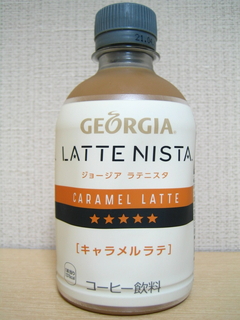 GEORGIA
LATTE NISTA
ジョージア ラテニスタ
CARAMEL LATTE
★★★★★
[キャラメルラテ]
コーヒー飲料